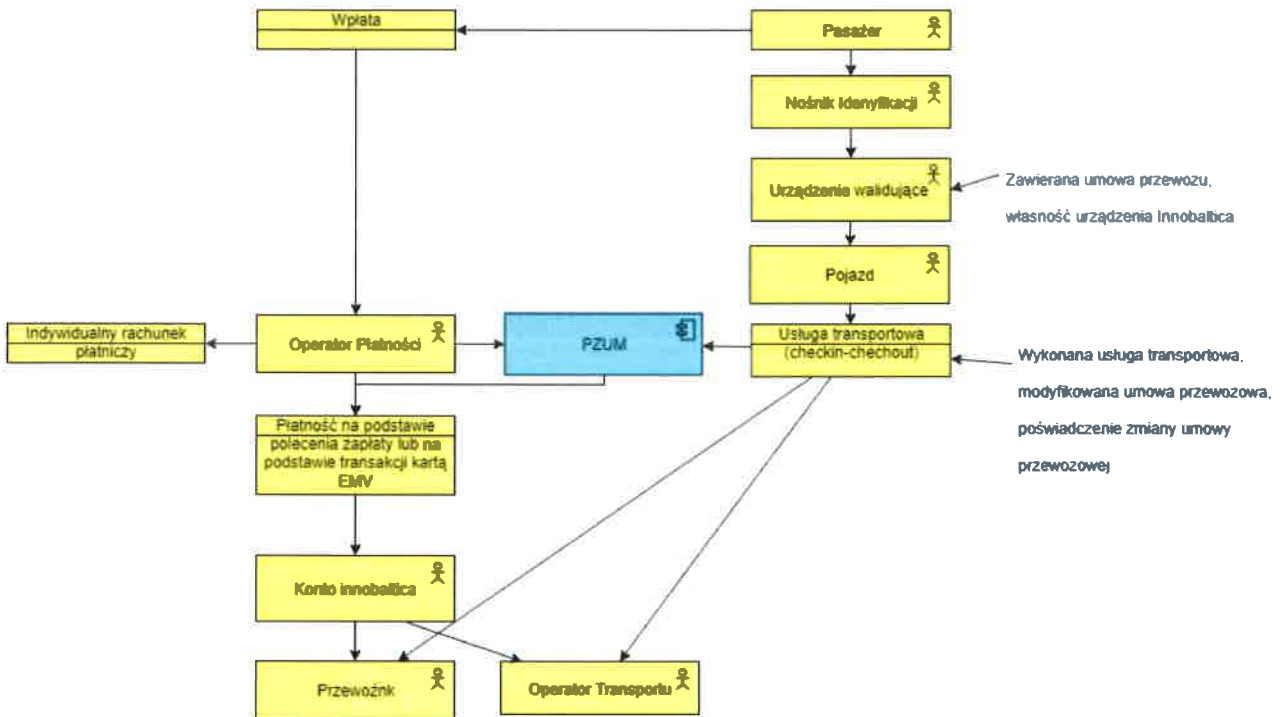 Wpłata
Pasażer
Nośnik Idenyfikacji
Urządzenie walidujące
Zawierana umowa przewozu,
własność urządzenia Innobaltica
Pojazd
Indywidualny rachunek
płatniczy
Operator Płatności
PZUM
Usługa transportowa
(checkin-chechout)
Wykonana usługa transportowa,
modyfikowana umowa przewozowa,
poświadczenie zmiany umowy
przewozowej
Płatność na podstawie
polecenia zapłaty lub na
podstawie transakcji kartą
EMV
Konto innobaltica
Przewoźnk
Operator Transportu